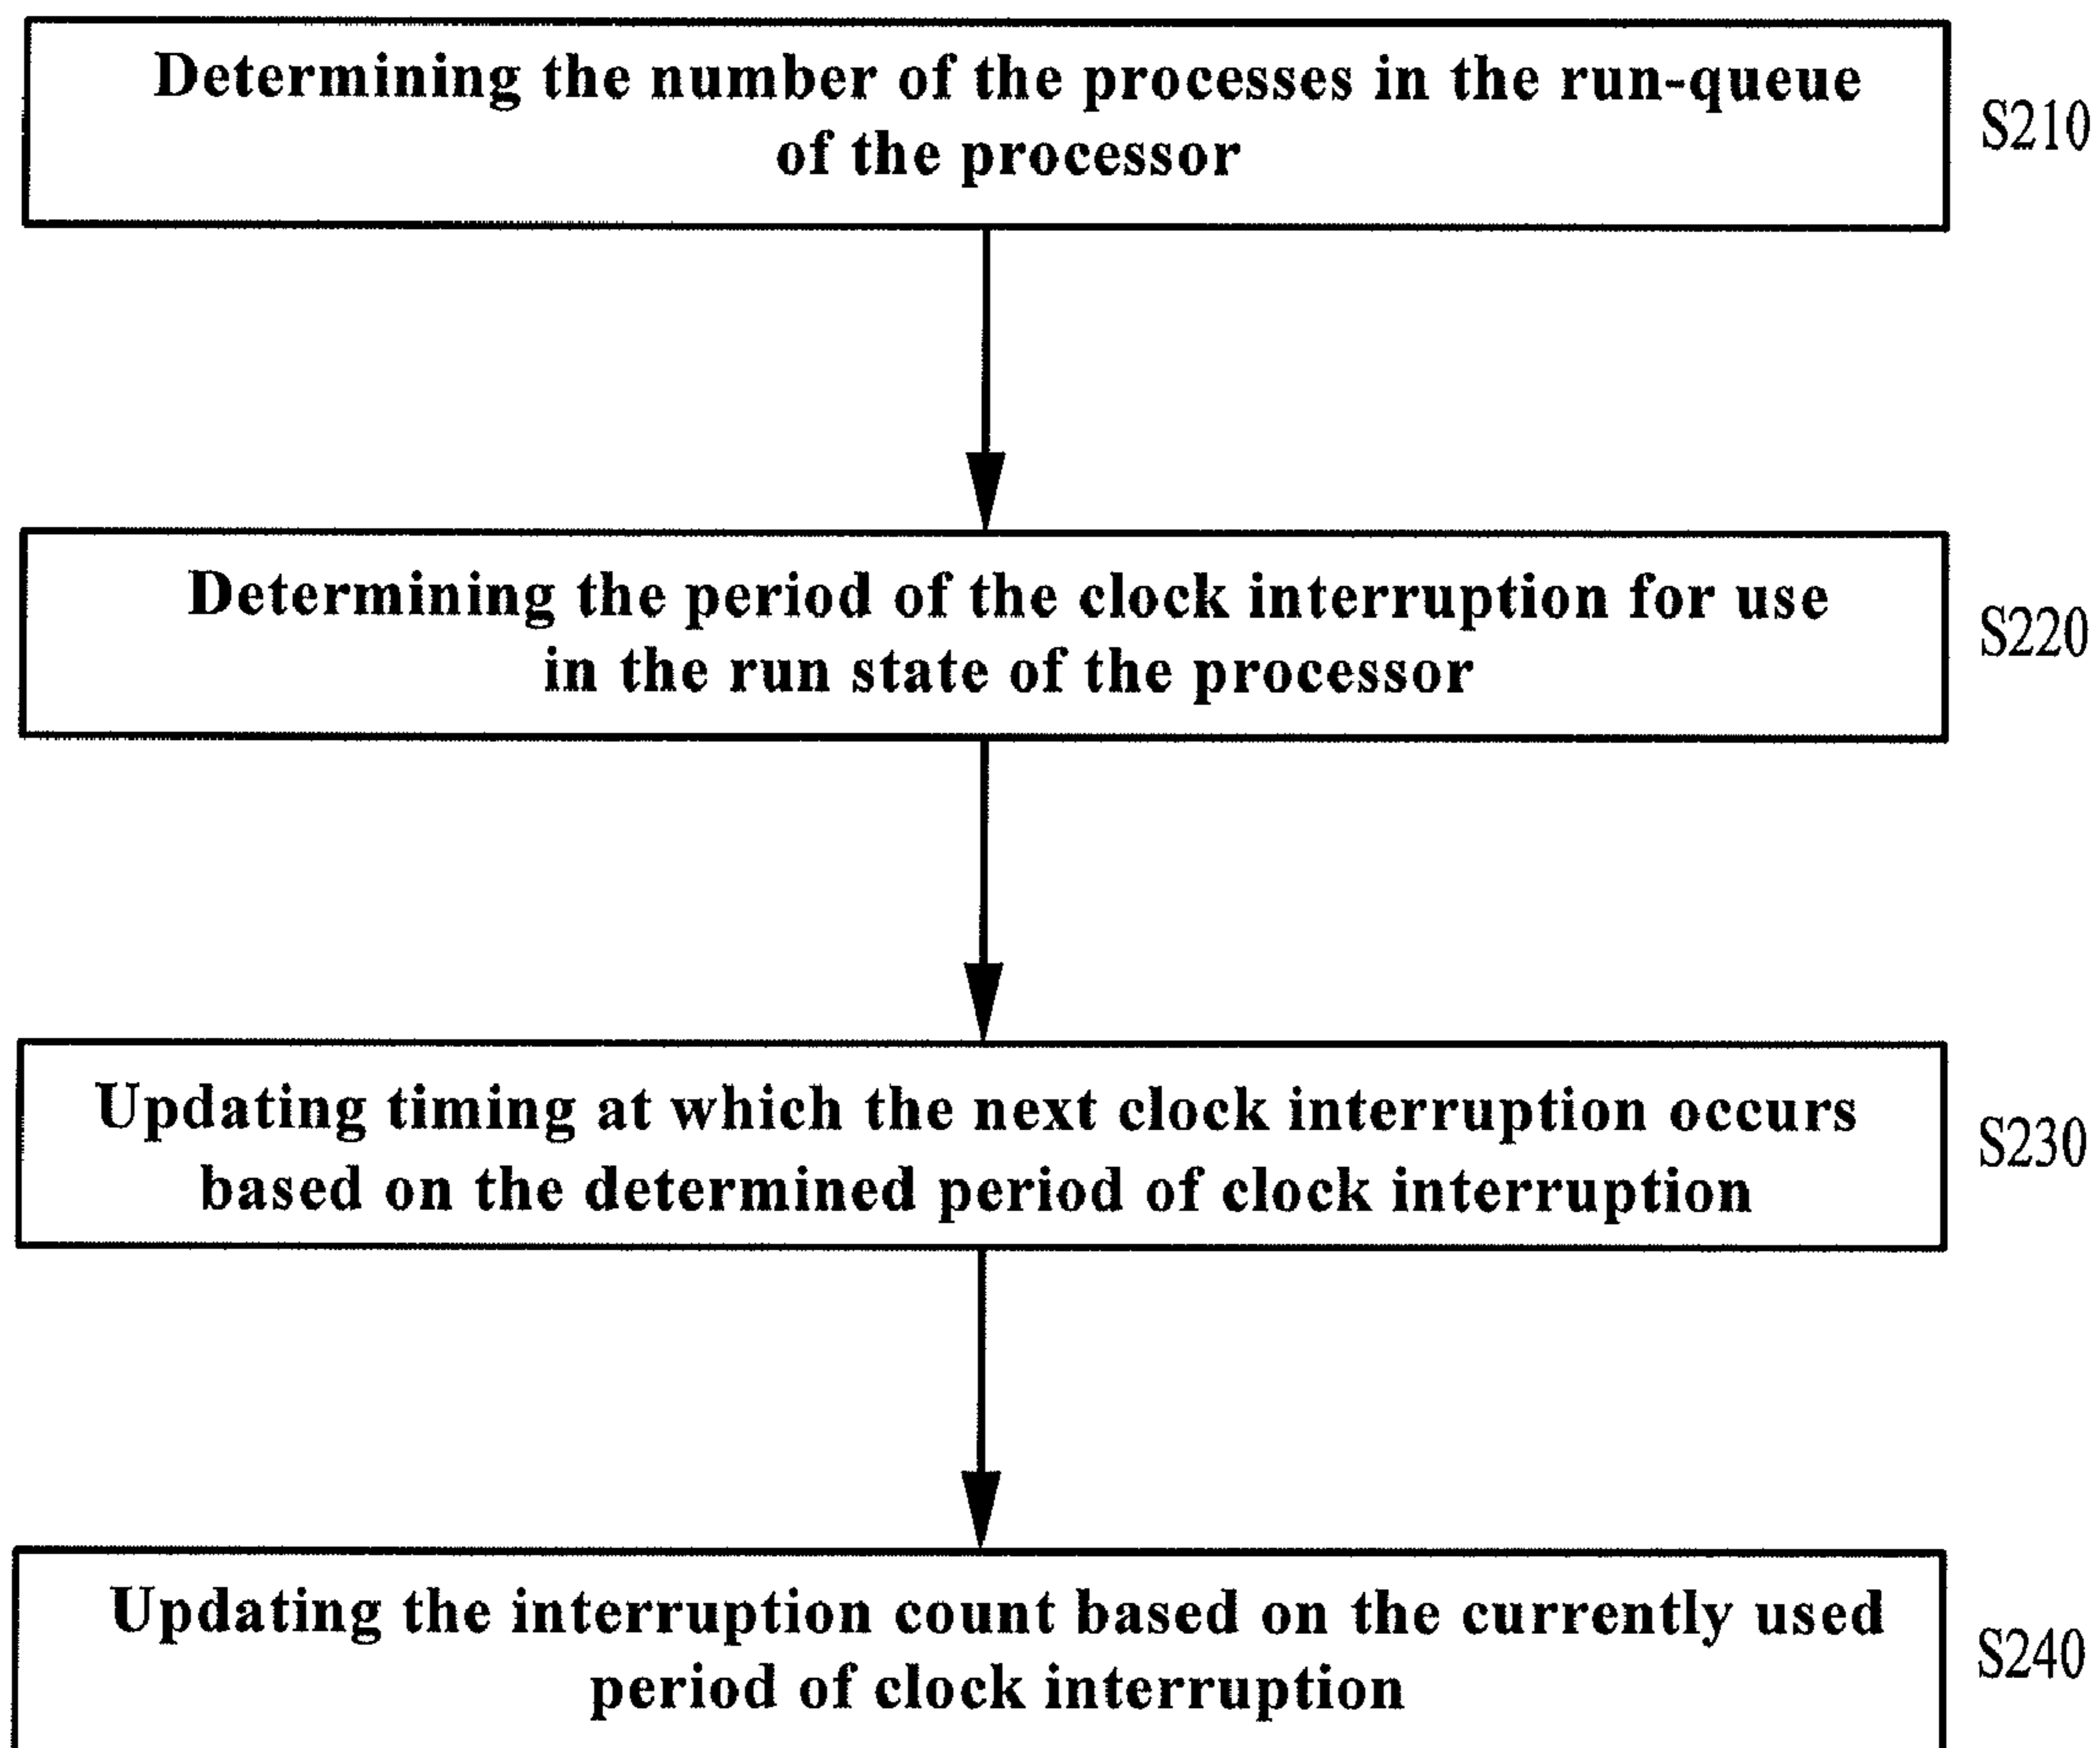 Determining the number of the processes in the run-queue
of the processor
S210
Determining the period of the clock interruption for use
in the run state of the processor
S220
Updating timing at which the next clock interruption occurs
based on the determined period of clock interruption
S230
Updating the interruption count based on the currently used
period of clock interruption
S240